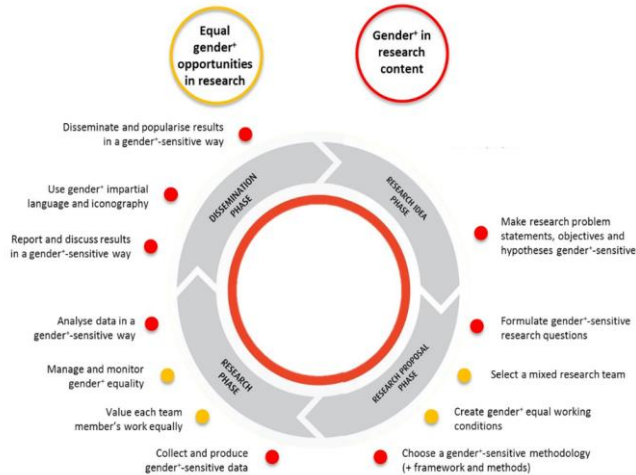 Equal
gender⁺
opportunities
in research
Gender⁺ in
research
content
Disseminate and popularise results
in a gender⁺-sensitive way
Use gender⁺ impartial
language and iconography
Report and discuss results
in a gender⁺-sensitive way
Analyse data in a
gender⁺-sensitive way
Manage and monitor
gender⁺ equality
Value each team
member's work equally
Collect and produce
gender⁺-sensitive data
DISSEMINATION
PHASE
RESEARCH IDEA
PHASE
RESEARCH PROPOSAL
PHASE
RESEARCH
PHASE
Make research problem
statements, objectives and
hypotheses gender⁺-sensitive
Formulate gender⁺-sensitive
research questions
Select a mixed research team
Create gender⁺ equal working
conditions
Choose a gender⁺-sensitive methodology
(+ framework and methods)